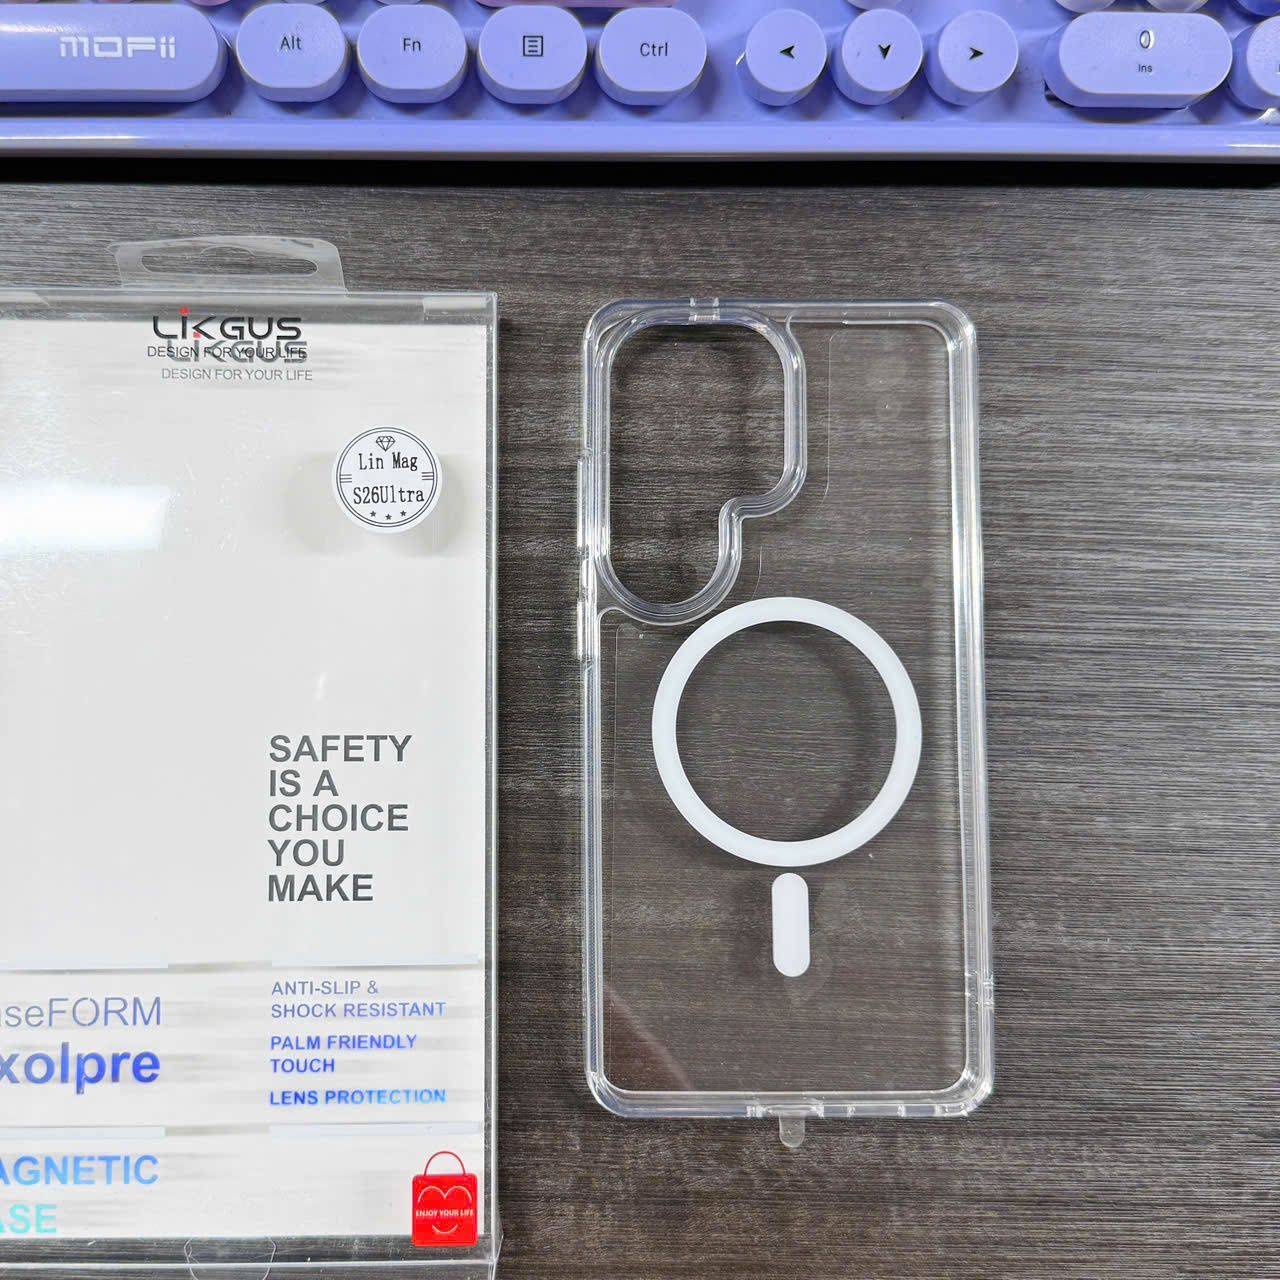 MOFii
Alt
Fn
Ctrl
0
Ins
LIKGUS
DESIGN FOR YOUR LIFE
LIKGUS
DESIGN FOR YOUR LIFE
Lin Mag
S26Ultra
SAFETY
IS A
CHOICE
YOU
MAKE
aseFORM
xolpre
ANTI-SLIP &
SHOCK RESISTANT
PALM FRIENDLY
TOUCH
LENS PROTECTION
AGNETIC
ASE
ENJOY YOUR LIFE